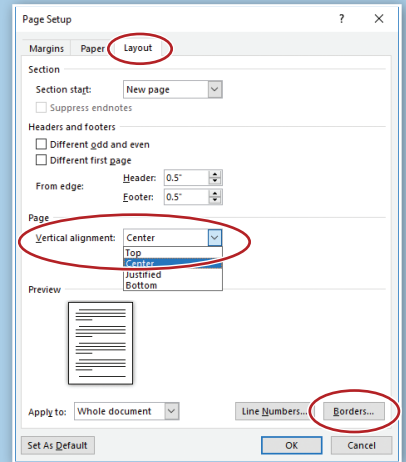 Page Setup ? ×
Margins Paper Layout
Section
Section start: New page
Suppress endnotes
Headers and footers
Different odd and even
Different first page
From edge:
Header: 0.5"
Footer: 0.5"
Page
Vertical alignment: Center
Top
Center
Justified
Bottom
Preview
Apply to: Whole document Line Numbers... Borders...
Set As Default OK Cancel